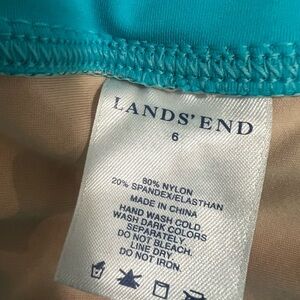 LANDS' END
6
80% NYLON
20% SPANDEX/ELASTHAN
MADE IN CHINA
HAND WASH COLD.
WASH DARK COLORS
SEPARATELY.
DO NOT BLEACH.
LINE DRY.
DO NOT IRON.